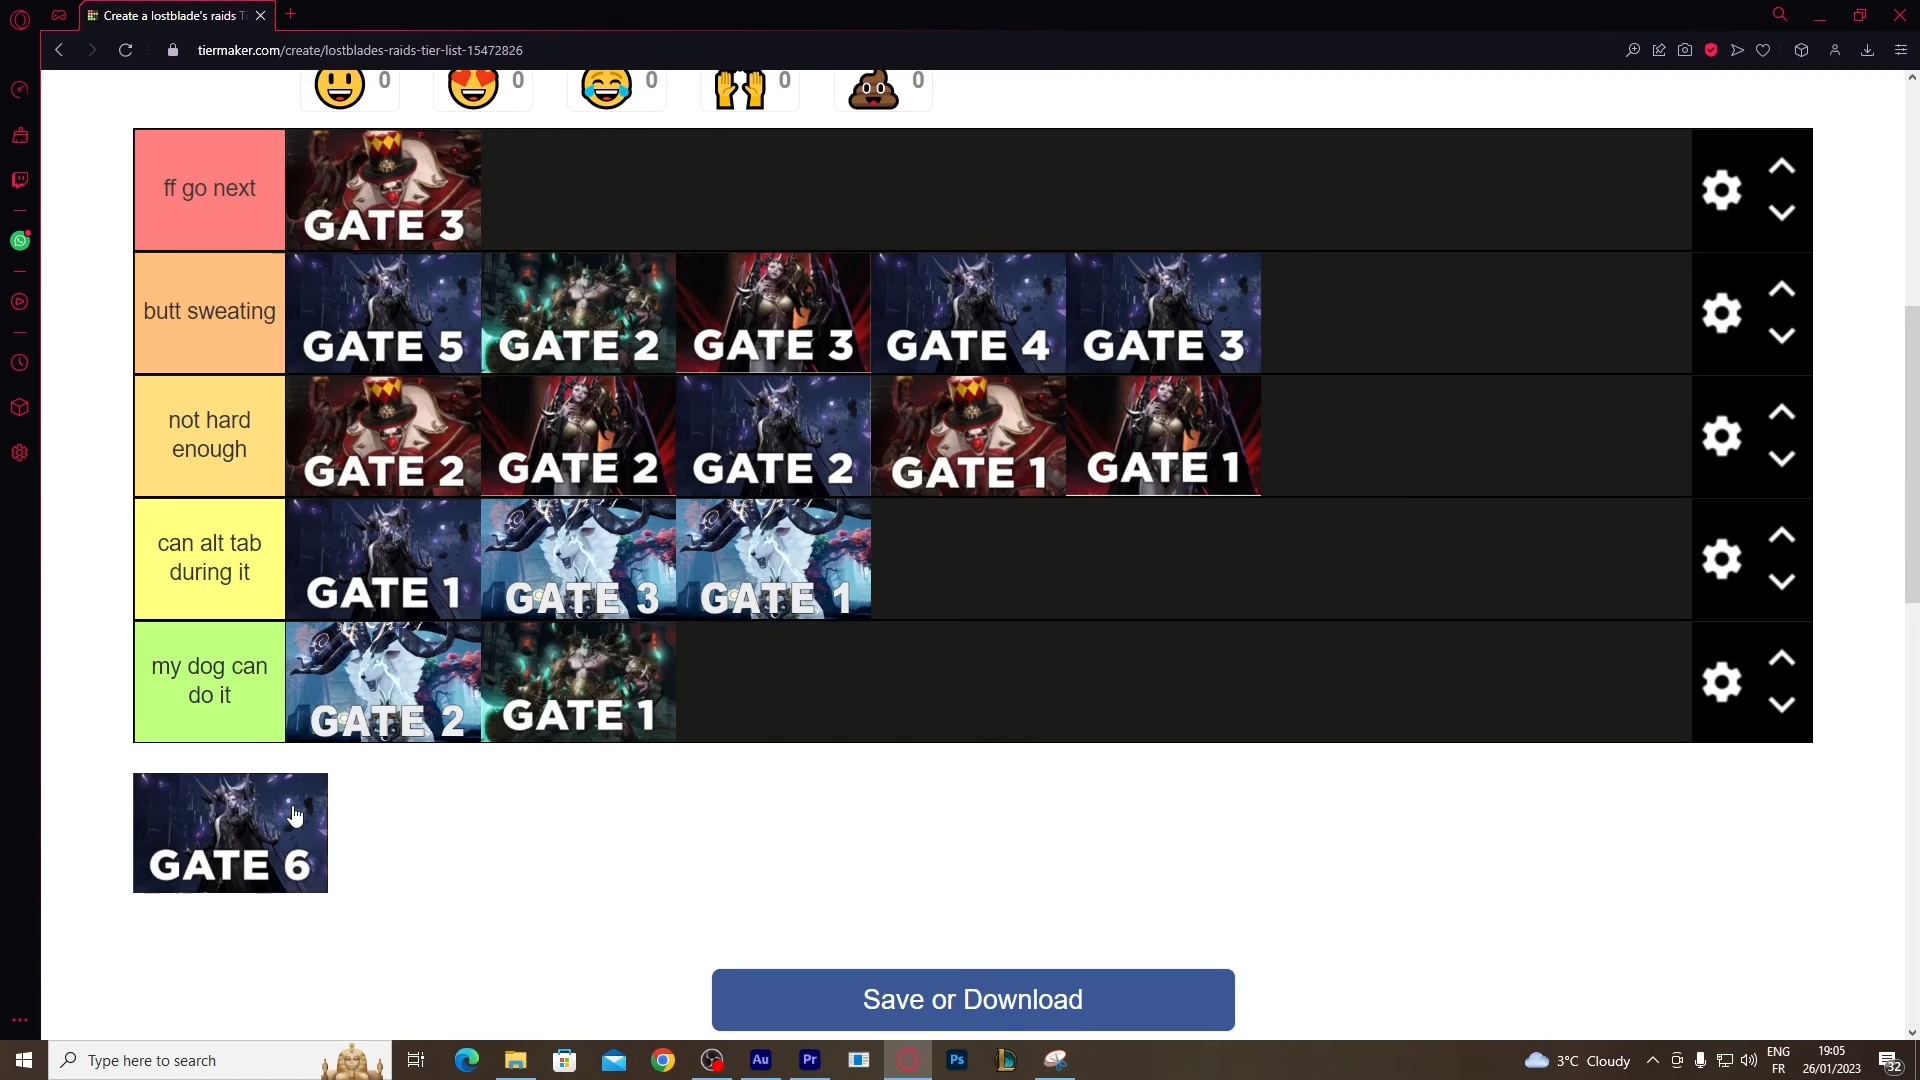 Create a lostblade's raids Ti
tiermaker.com/create/lostblades-raids-tier-list-15472826
0 0 0 0 0
ff go next
GATE 3
butt sweating
GATE 5 GATE 2 GATE 3 GATE 4 GATE 3
not hard
enough
GATE 2 GATE 2 GATE 2 GATE 1 GATE 1
can alt tab
during it
GATE 1 GATE 3 GATE 1
my dog can
do it
GATE 2 GATE 1
GATE 6
Save or Download
Type here to search
Au Pr Ps
3°C Cloudy
ENG
FR
19:05
26/01/2023
32